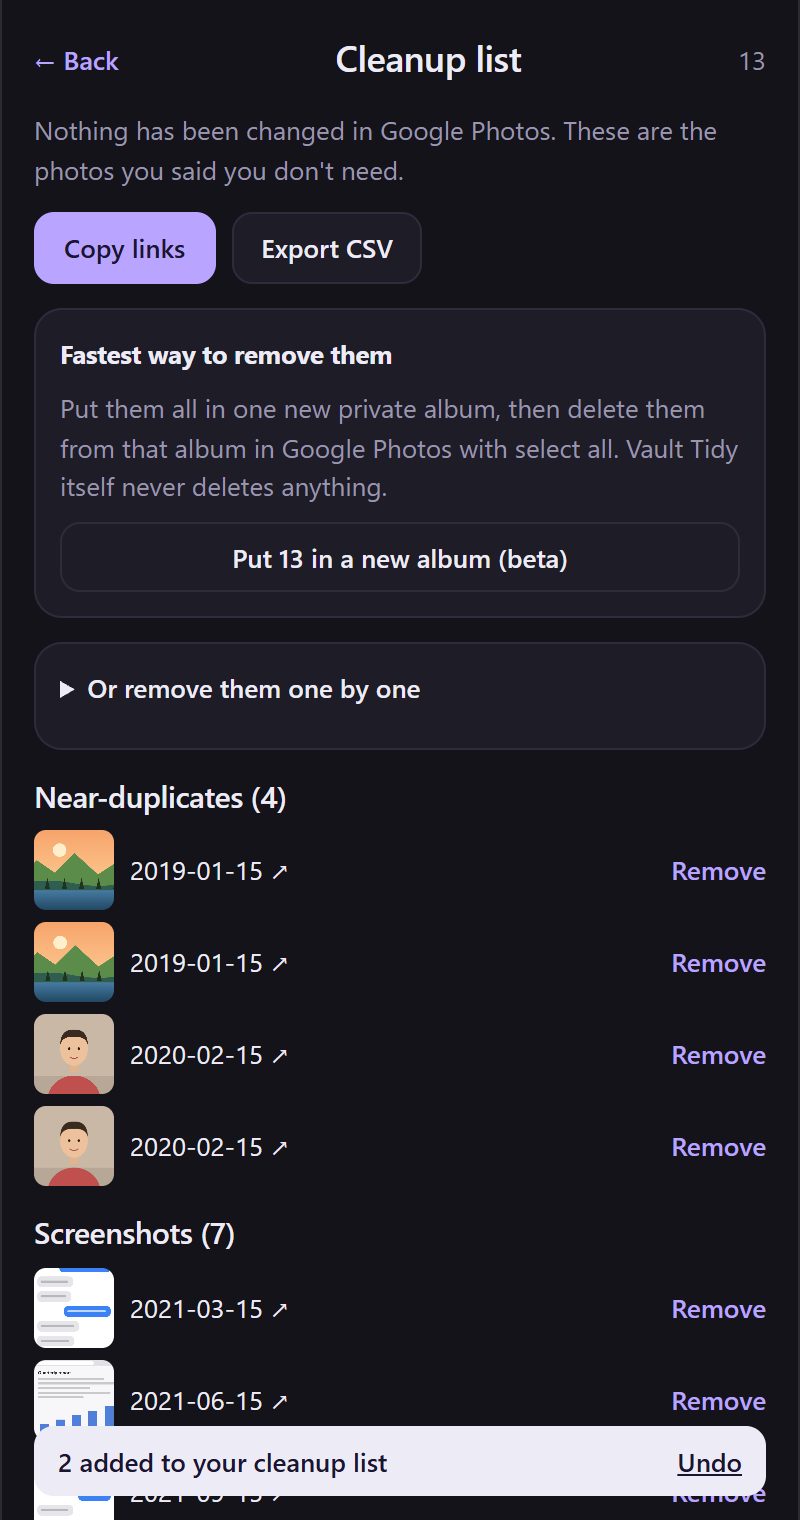 ← Back
Cleanup list
13
Nothing has been changed in Google Photos. These are the
photos you said you don't need.
Copy links
Export CSV
Fastest way to remove them
Put them all in one new private album, then delete them
from that album in Google Photos with select all. Vault Tidy
itself never deletes anything.
Put 13 in a new album (beta)
▶ Or remove them one by one
Near-duplicates (4)
2019-01-15 ↗
Remove
2019-01-15 ↗
Remove
2020-02-15 ↗
Remove
2020-02-15 ↗
Remove
Screenshots (7)
2021-03-15 ↗
Remove
2021-06-15 ↗
Remove
2 added to your cleanup list
Undo
2021-09-15 ↗
Remove